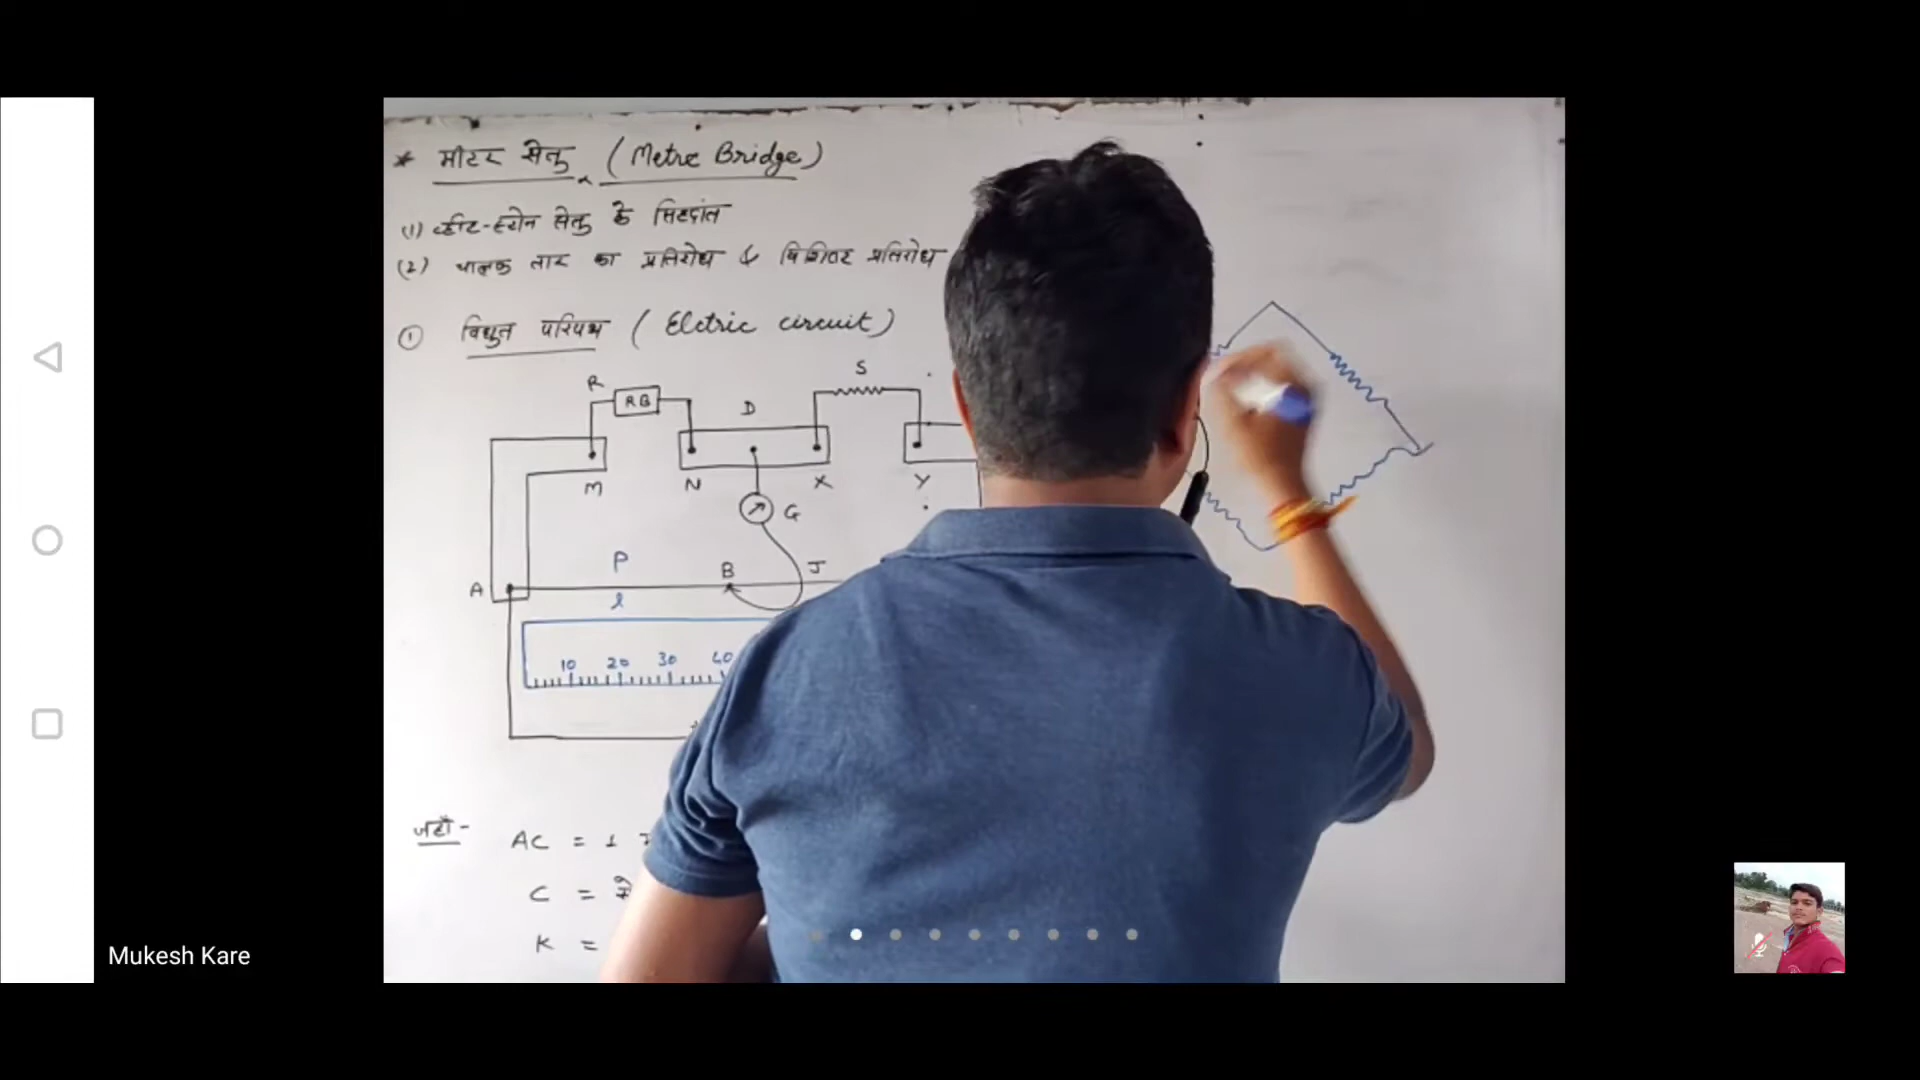 * मीटर सेतु (Metre Bridge)
(1) व्हीट-स्टोन सेतु के सिद्धांत
(2) चालक तार का प्रतिरोध & विशिष्ट प्रतिरोध
① विद्युत परिपथ ( Elctric circuit)
R
S
RB
D
M
N
X
Y
G
P
A
B
J
l
10 20 30 40
जहाँ-
AC = 1
C =
K =
Mukesh Kare